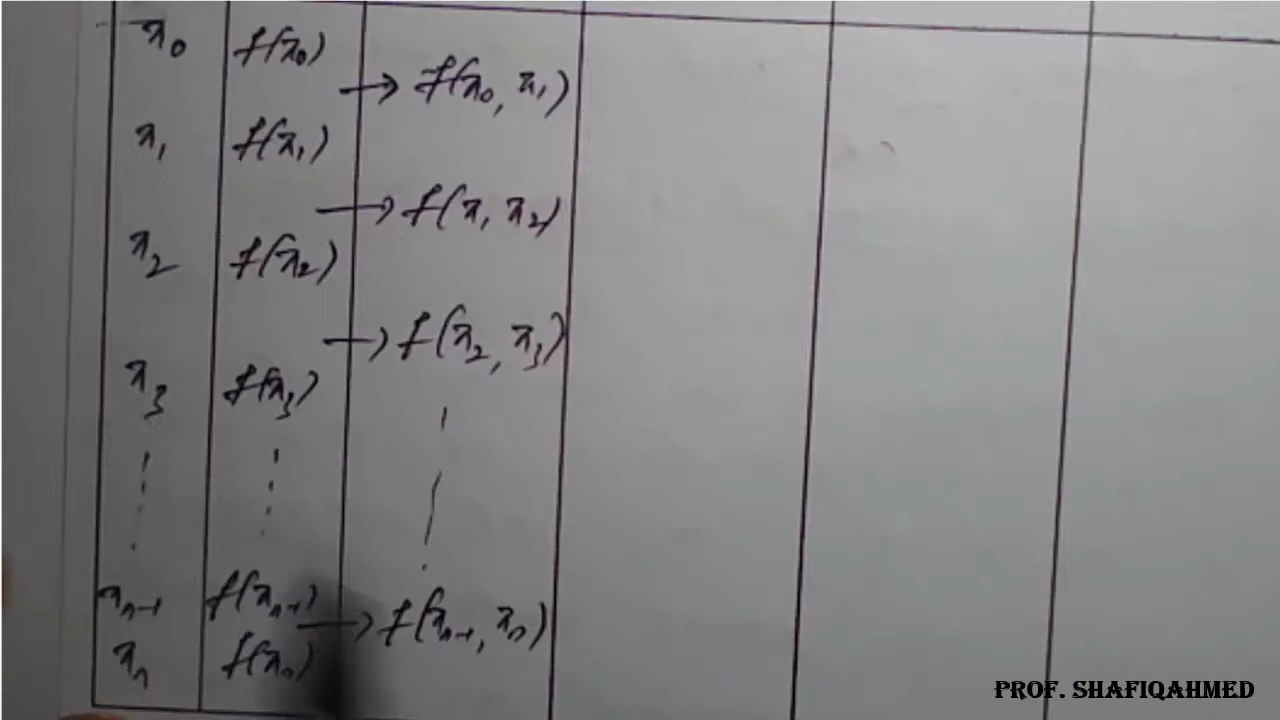 x₀ f(x₀)
→ f(x₀, x₁)
x₁ f(x₁)
→ f(x₁ x₂)
x₂ f(x₂)
→ f(x₂, x₃)
x₃ f(x₃)
xₙ₋₁ f(xₙ₋₁)
→ f(xₙ₋₁, xₙ)
xₙ f(xₙ)
PROF. SHAFIQAHMED